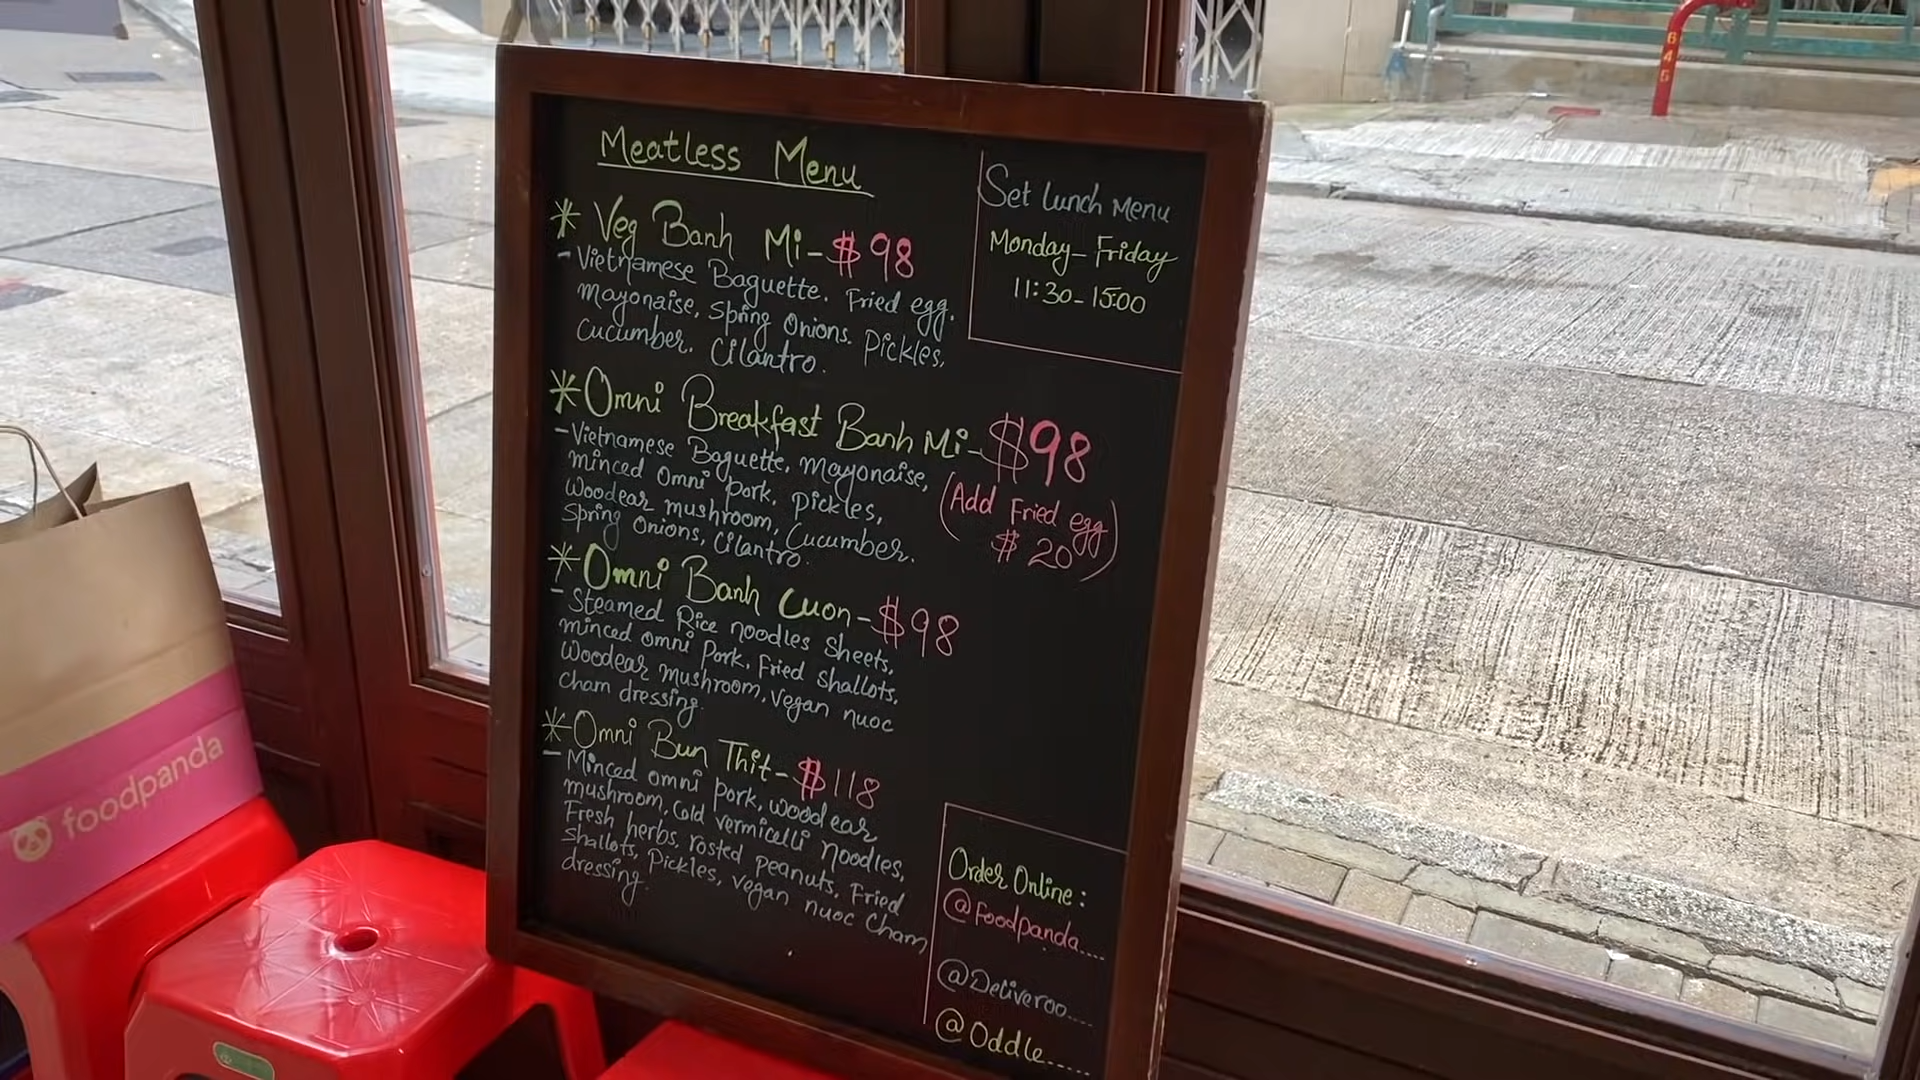 Meatless Menu
* Veg Banh Mi - $98
- Vietnamese Baguette. Fried egg.
Mayonaise, Spring Onions. Pickles,
Cucumber. Cilantro.
* Omni Breakfast Banh Mi - $98
- Vietnamese Baguette, Mayonaise,
minced Omni pork, Pickles,
Woodear mushroom, Cucumber.
Spring Onions, Cilantro.
(Add Fried egg
$20)
* Omni Banh Cuon - $98
- Steamed Rice noodles Sheets,
minced omni Pork. Fried Shallots,
Woodear mushroom, vegan nuoc
Cham dressing.
* Omni Bun Thit - $118
- Minced omni pork, woodear
mushroom, Cold vermicelli noodles,
Fresh herbs, rosted peanuts, Fried
Shallots, Pickles, vegan nuoc Cham
dressing.
Set Lunch Menu
Monday - Friday
11:30 - 15:00
Order Online:
@Foodpanda....
@Deliveroo....
@Oddle.....
foodpanda
645